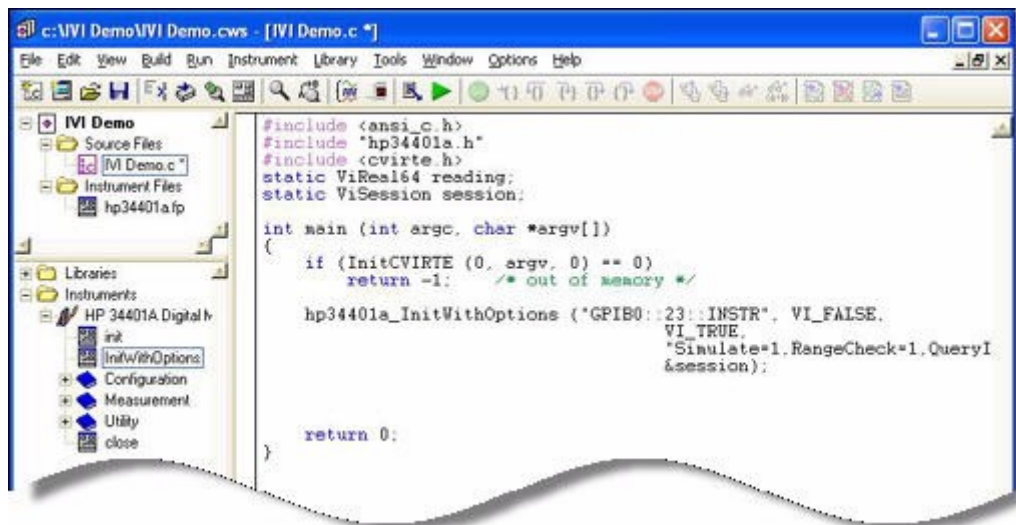 c:\IVI Demo\IVI Demo.cws - [IVI Demo.c *]
File Edit View Build Run Instrument Library Tools Window Options Help
IVI Demo
Source Files
IVI Demo.c *
Instrument Files
hp34401a.fp
Libraries
Instruments
HP 34401A Digital M
init
InitWithOptions
Configuration
Measurement
Utility
close
#include <ansi_c.h>
#include "hp34401a.h"
#include <cvirte.h>
static ViReal64 reading;
static ViSession session;
int main (int argc, char *argv[])
{
if (InitCVIRTE (0, argv, 0) == 0)
return -1; /* out of memory */
hp34401a_InitWithOptions ("GPIB0::23::INSTR", VI_FALSE,
VI_TRUE,
"Simulate=1,RangeCheck=1,QueryI
&session);
return 0;
}